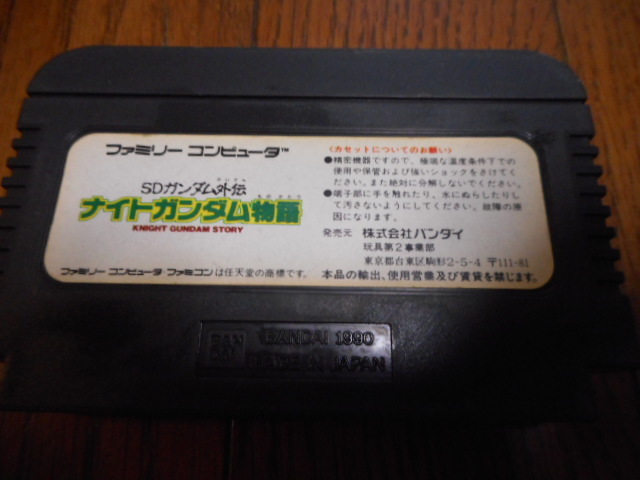 ファミリー コンピュータ™
SDガンダム外伝
ナイトガンダム物語
KNIGHT GUNDAM STORY
ファミリー コンピュータ・ファミコンは任天堂の商標です。
〈カセットについてのお願い〉
●精密機器ですので、極端な温度条件下での
使用や保管および強いショックをさけてく
ださい。また絶対に分解しないでください。
●端子部に手を触れたり、水にぬらしたりし
て汚さないようにしてください。故障の原
因になります。
発売元 株式会社バンダイ
玩具第2事業部
東京都台東区駒形2-5-4 〒111-81
本品の輸出、使用営業及び賃貸を禁じます。
BAN
DAI
BANDAI 1990
MADE IN JAPAN